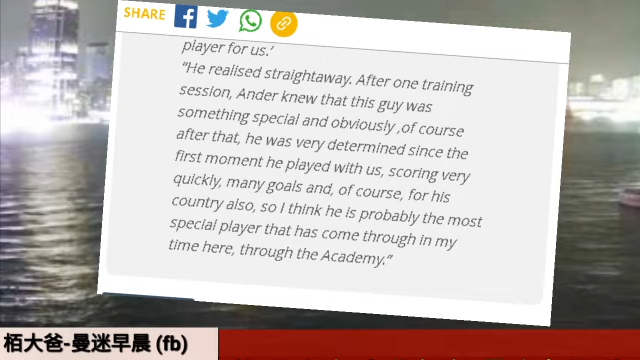 SHARE
player for us.‘
“He realised straightaway. After one training
session, Ander knew that this guy was
something special and obviously ,of course
after that, he was very determined since the
first moment he played with us, scoring very
quickly, many goals and, of course, for his
country also, so I think he is probably the most
special player that has come through in my
time here, through the Academy.”
栢大爸-曼迷早晨 (fb)